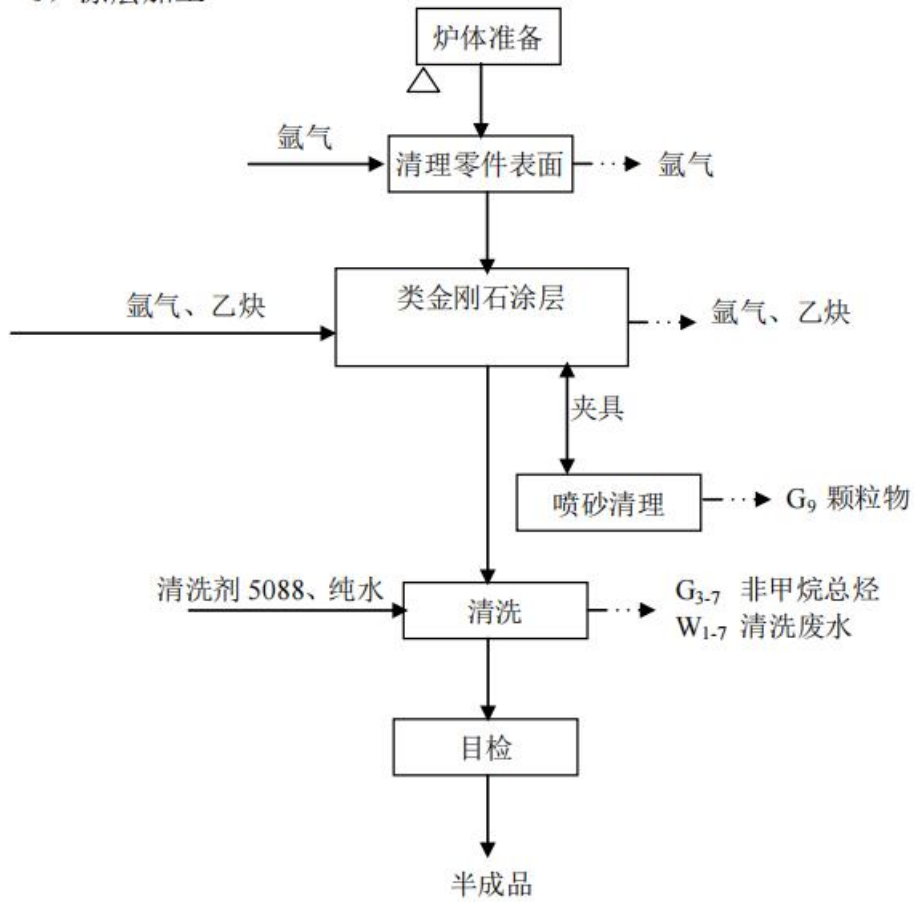 炉体准备
氩气
清理零件表面
氩气
氩气、乙炔
类金刚石涂层
氩气、乙炔
夹具
喷砂清理
G₉ 颗粒物
清洗剂 5088、纯水
清洗
G₃₋₇ 非甲烷总烃
W₁₋₇ 清洗废水
目检
半成品